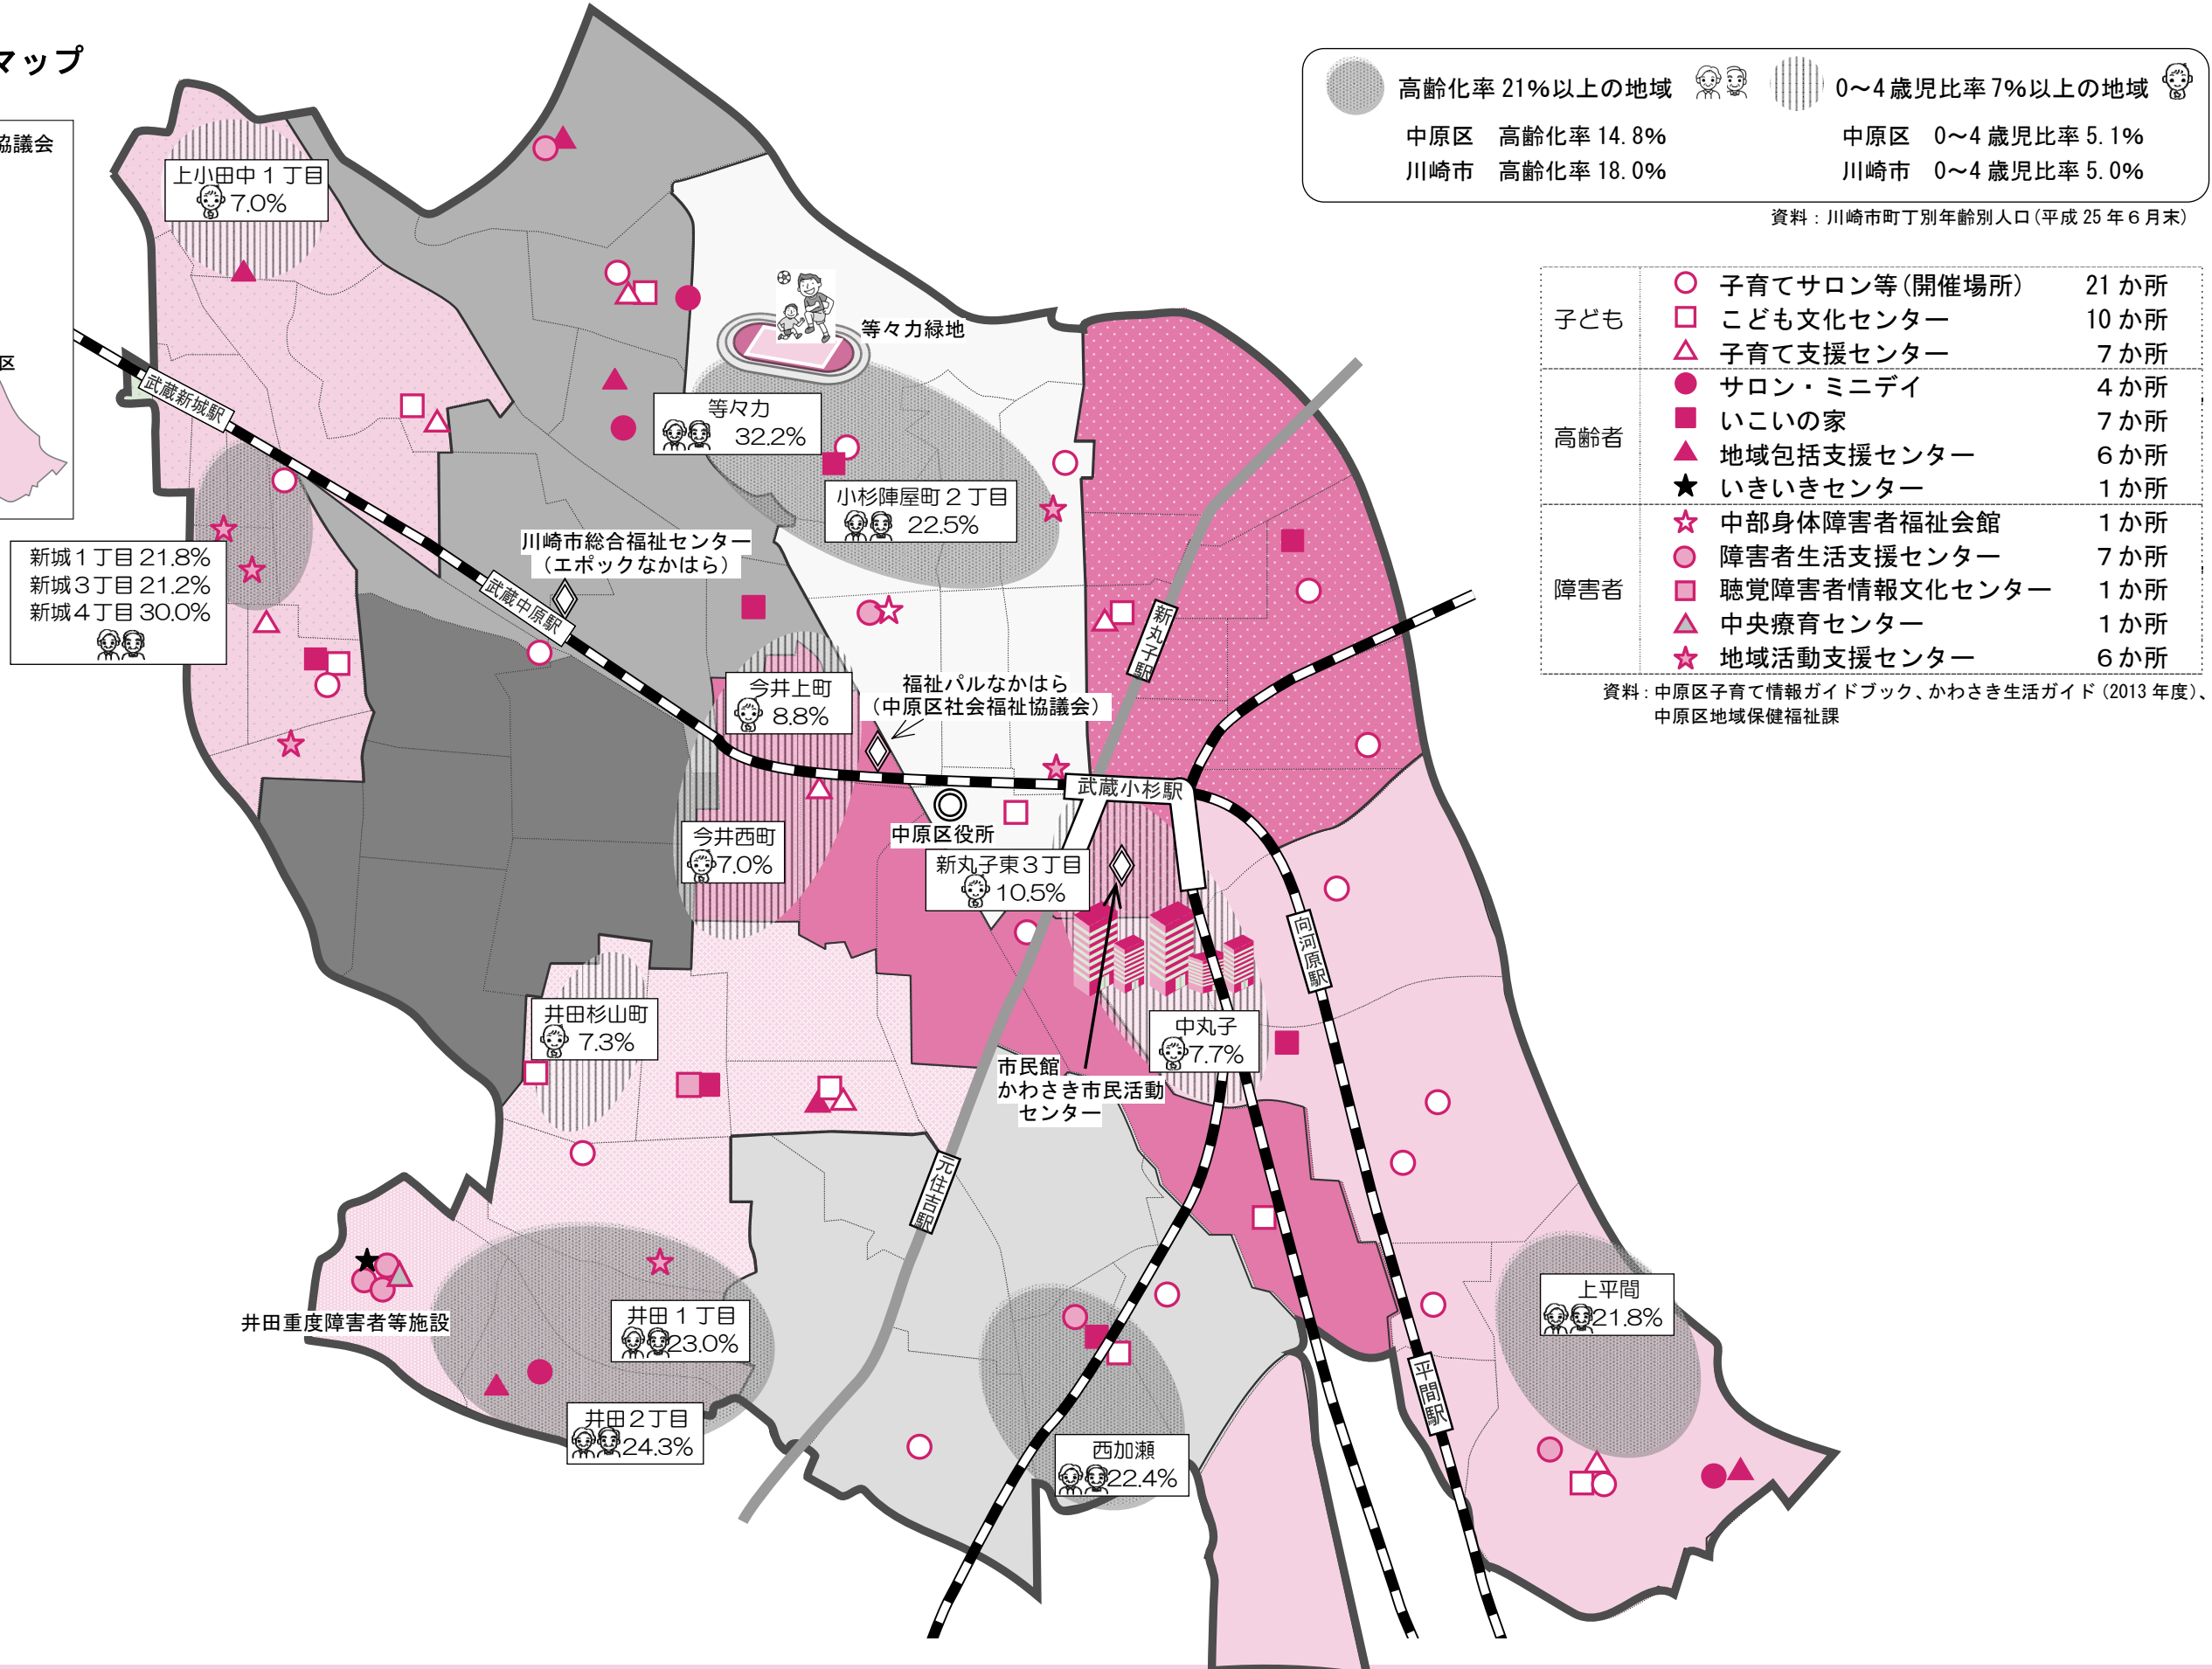 マップ
協議会
区
高齢化率 21%以上の地域
0～4 歳児比率 7%以上の地域
中原区　高齢化率 14.8%
中原区　0～4 歳児比率 5.1%
川崎市　高齢化率 18.0%
川崎市　0～4 歳児比率 5.0%
資料：川崎市町丁別年齢別人口(平成 25 年６月末)
子ども
子育てサロン等(開催場所)　21 か所
こども文化センター　10 か所
子育て支援センター　7 か所
高齢者
サロン・ミニデイ　4 か所
いこいの家　7 か所
地域包括支援センター　6 か所
いきいきセンター　1 か所
障害者
中部身体障害者福祉会館　1 か所
障害者生活支援センター　7 か所
聴覚障害者情報文化センター　1 か所
中央療育センター　1 か所
地域活動支援センター　6 か所
資料：中原区子育て情報ガイドブック、かわさき生活ガイド（2013 年度）、
中原区地域保健福祉課
上小田中１丁目
7.0%
等々力緑地
武蔵新城駅
等々力
32.2%
小杉陣屋町２丁目
22.5%
川崎市総合福祉センター
（エポックなかはら）
新城１丁目 21.8%
新城３丁目 21.2%
新城４丁目 30.0%
武蔵中原駅
新丸子駅
今井上町
8.8%
福祉パルなかはら
（中原区社会福祉協議会）
武蔵小杉駅
今井西町
7.0%
中原区役所
新丸子東３丁目
10.5%
向河原駅
井田杉山町
7.3%
中丸子
7.7%
市民館
かわさき市民活動
センター
元住吉駅
井田重度障害者等施設
井田１丁目
23.0%
上平間
21.8%
平間駅
井田２丁目
24.3%
西加瀬
22.4%